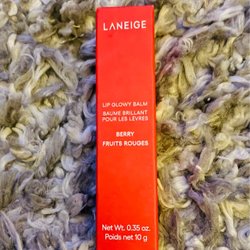 LANEIGE
LIP GLOWY BALM
BAUME BRILLANT
POUR LES LÈVRES
BERRY
FRUITS ROUGES
Net Wt. 0.35 oz.
Poids net 10 g